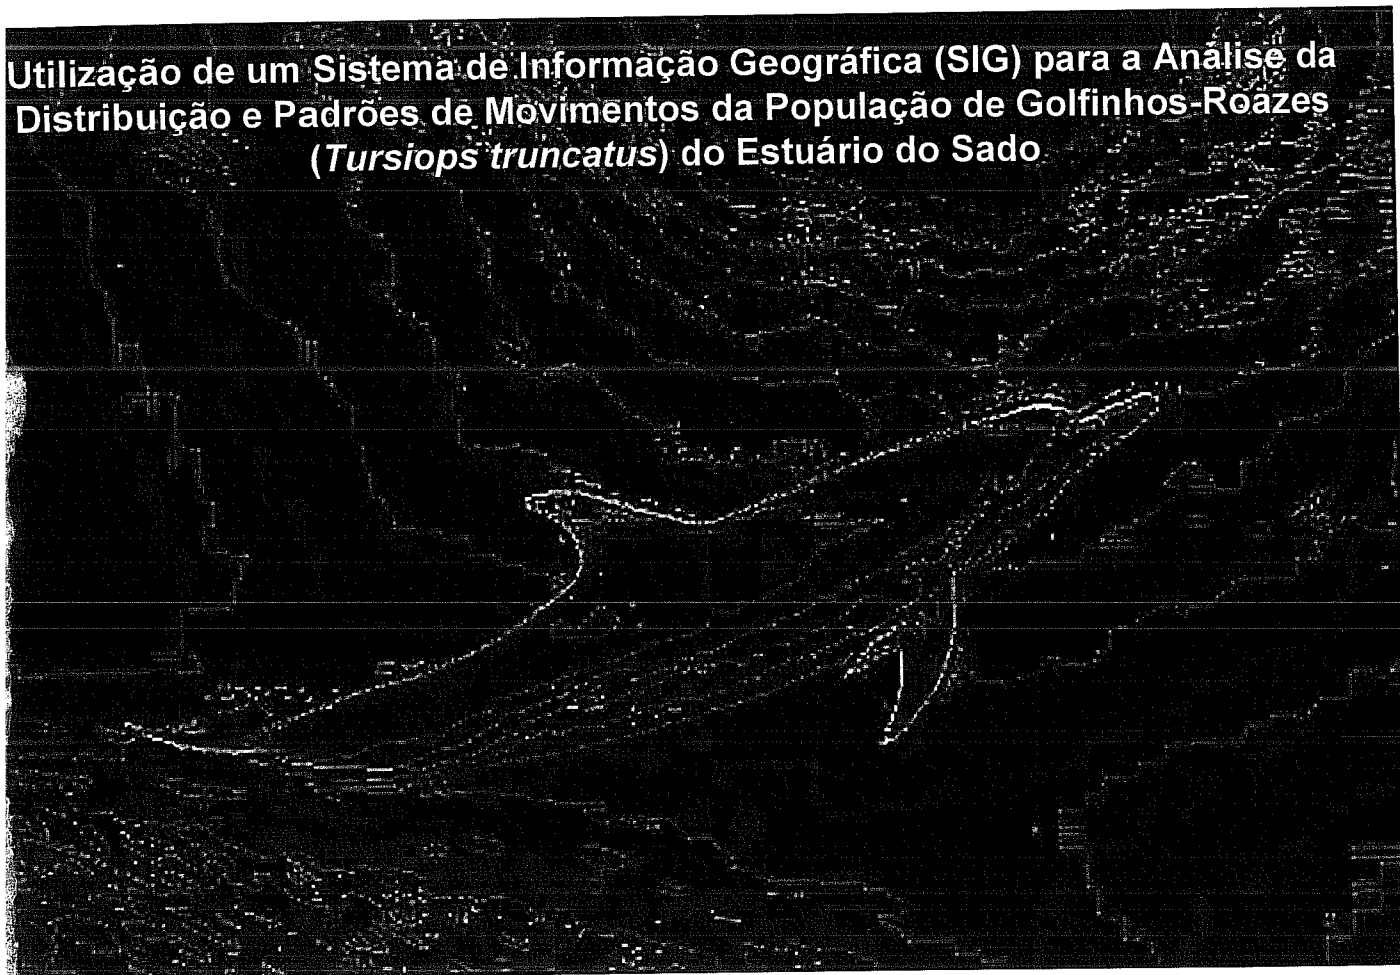 Utilização de um Sistema de Informação Geográfica (SIG) para a Análise da
Distribuição e Padrões de Movimentos da População de Golfinhos-Roazes
(Tursiops truncatus) do Estuário do Sado